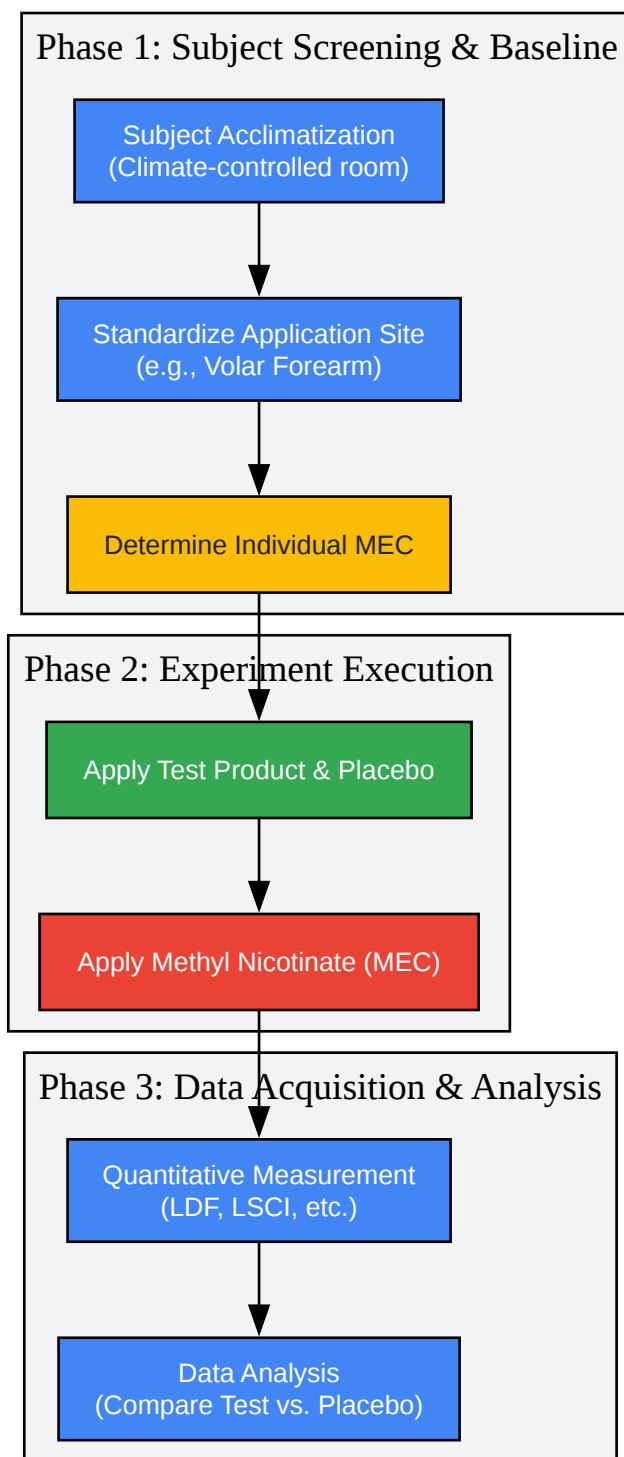 Phase 1: Subject Screening & Baseline
Subject Acclimatization
(Climate-controlled room)
Standardize Application Site
(e.g., Volar Forearm)
Determine Individual MEC
Phase 2: Experiment Execution
Apply Test Product & Placebo
Apply Methyl Nicotinate (MEC)
Phase 3: Data Acquisition & Analysis
Quantitative Measurement
(LDF, LSCI, etc.)
Data Analysis
(Compare Test vs. Placebo)